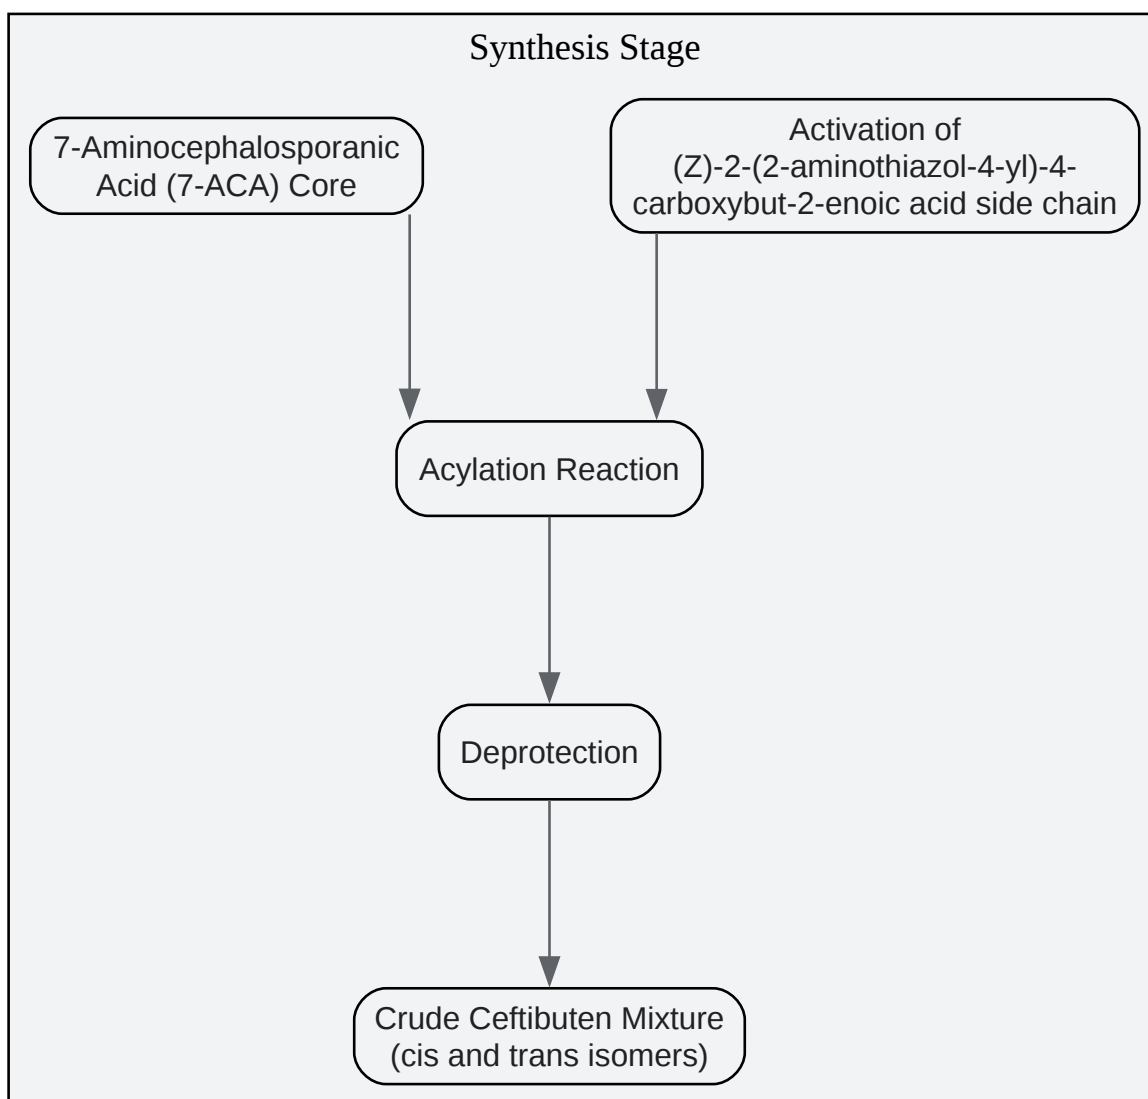 Synthesis Stage
7-Aminocephalosporanic
Acid (7-ACA) Core
Activation of
(Z)-2-(2-aminothiazol-4-yl)-4-
carboxybut-2-enoic acid side chain
Acylation Reaction
Deprotection
Crude Ceftibuten Mixture
(cis and trans isomers)